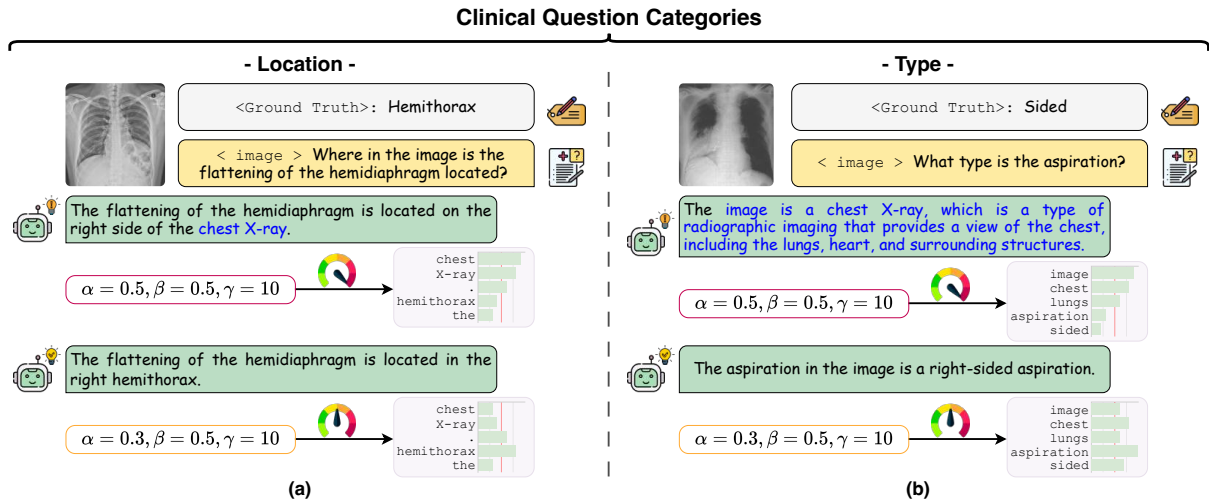 Clinical Question Categories
- Location -
<Ground Truth>: Hemithorax
< image > Where in the image is the
flattening of the hemidiaphragm located?
The flattening of the hemidiaphragm is located on the
right side of the chest X-ray.
α = 0.5, β = 0.5, γ = 10
chest
X-ray
.
hemithorax
the
The flattening of the hemidiaphragm is located in the
right hemithorax.
α = 0.3, β = 0.5, γ = 10
chest
X-ray
.
hemithorax
the
(a)
- Type -
<Ground Truth>: Sided
< image > What type is the aspiration?
The image is a chest X-ray, which is a type of
radiographic imaging that provides a view of the chest,
including the lungs, heart, and surrounding structures.
α = 0.5, β = 0.5, γ = 10
image
chest
lungs
aspiration
sided
The aspiration in the image is a right-sided aspiration.
α = 0.3, β = 0.5, γ = 10
image
chest
lungs
aspiration
sided
(b)